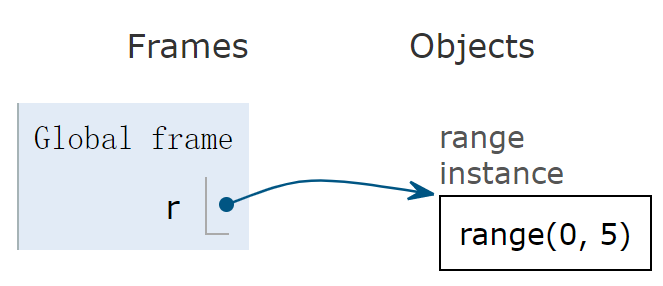 Frames
Objects
Global frame
r
range
instance
range(0, 5)